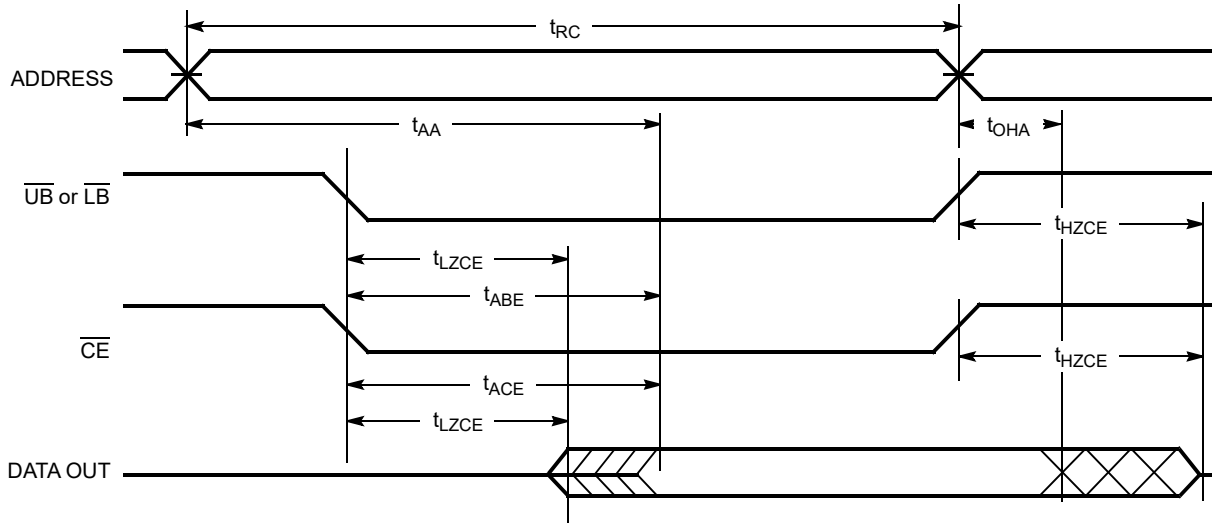 tRC
ADDRESS
tAA
tOHA
UB or LB
tHZCE
tLZCE
tABE
CE
tHZCE
tACE
tLZCE
DATA OUT